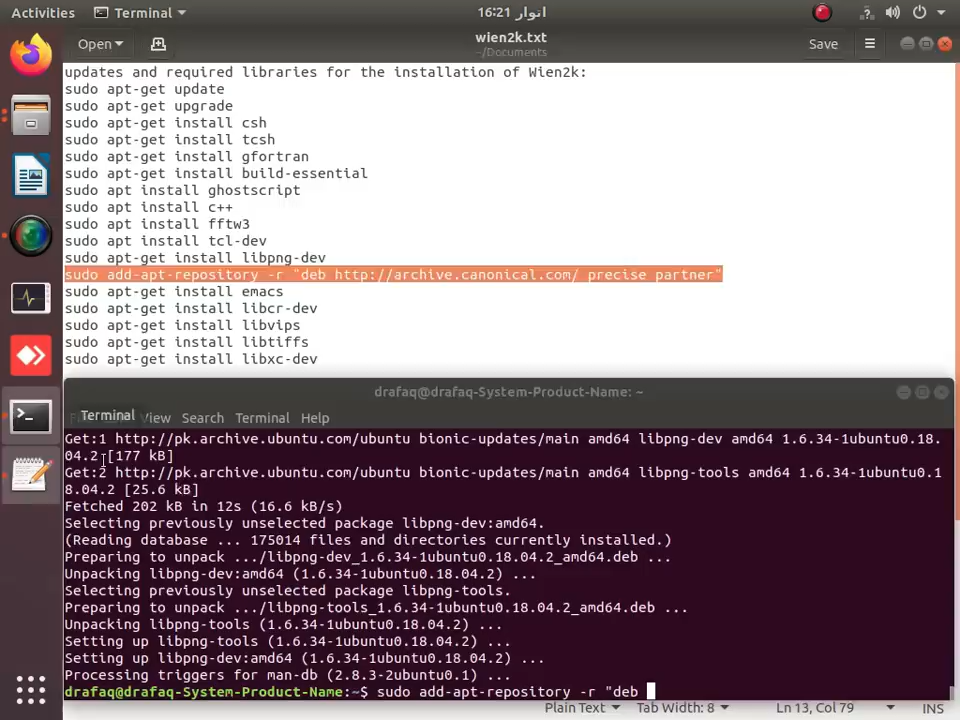 Activities
Terminal
16:21 اتوار
Open
wien2k.txt
~/Documents
Save
updates and required libraries for the installation of Wien2k:
sudo apt-get update
sudo apt-get upgrade
sudo apt-get install csh
sudo apt-get install tcsh
sudo apt-get install gfortran
sudo apt-get install build-essential
sudo apt install ghostscript
sudo apt install c++
sudo apt install fftw3
sudo apt install tcl-dev
sudo apt-get install libpng-dev
sudo add-apt-repository -r "deb http://archive.canonical.com/ precise partner"
sudo apt-get install emacs
sudo apt-get install libcr-dev
sudo apt-get install libvips
sudo apt-get install libtiffs
sudo apt-get install libxc-dev
drafaq@drafaq-System-Product-Name: ~
Terminal View Search Terminal Help
Get:1 http://pk.archive.ubuntu.com/ubuntu bionic-updates/main amd64 libpng-dev amd64 1.6.34-1ubuntu0.18.
04.2 [177 kB]
Get:2 http://pk.archive.ubuntu.com/ubuntu bionic-updates/main amd64 libpng-tools amd64 1.6.34-1ubuntu0.1
8.04.2 [25.6 kB]
Fetched 202 kB in 12s (16.6 kB/s)
Selecting previously unselected package libpng-dev:amd64.
(Reading database ... 175014 files and directories currently installed.)
Preparing to unpack .../libpng-dev_1.6.34-1ubuntu0.18.04.2_amd64.deb ...
Unpacking libpng-dev:amd64 (1.6.34-1ubuntu0.18.04.2) ...
Selecting previously unselected package libpng-tools.
Preparing to unpack .../libpng-tools_1.6.34-1ubuntu0.18.04.2_amd64.deb ...
Unpacking libpng-tools (1.6.34-1ubuntu0.18.04.2) ...
Setting up libpng-tools (1.6.34-1ubuntu0.18.04.2) ...
Setting up libpng-dev:amd64 (1.6.34-1ubuntu0.18.04.2) ...
Processing triggers for man-db (2.8.3-2ubuntu0.1) ...
drafaq@drafaq-System-Product-Name:~$ sudo add-apt-repository -r "deb
Plain Text Tab Width: 8 Ln 13, Col 79 INS